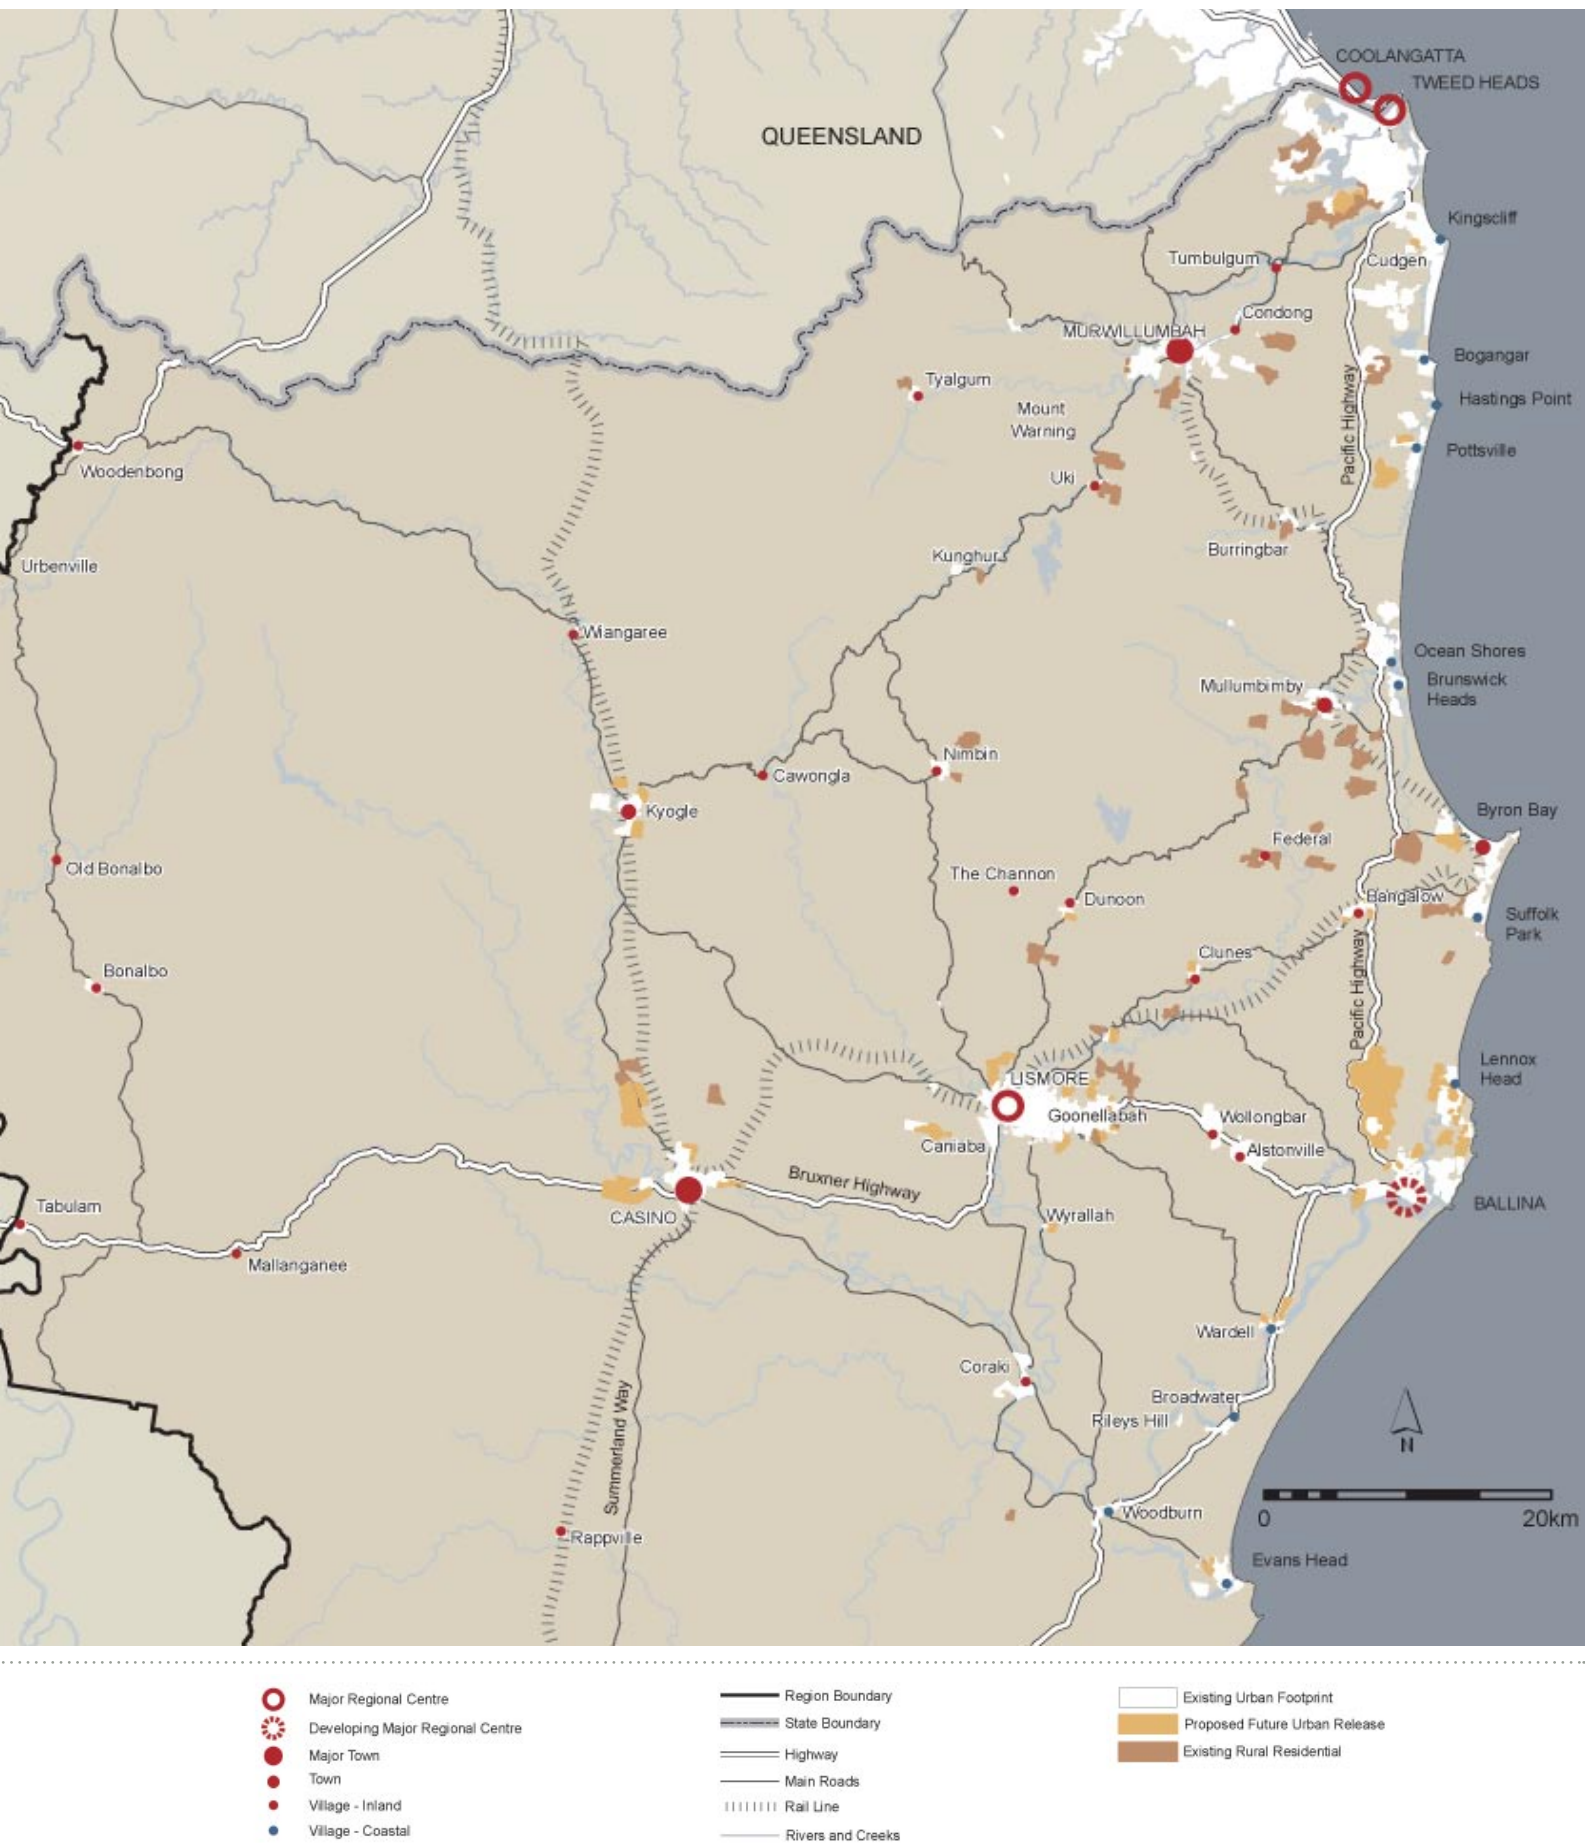 COOLANGATTA
TWEED HEADS
QUEENSLAND
Kingscliff
Tumbulgum
Cudgen
Condong
MURWILLUMBAH
Bogangar
Tyalgum
Hastings Point
Mount
Warning
Pacific Highway
Pottsville
Woodenbong
Uki
Burringbar
Kunghur
Urbenville
Wiangaree
Ocean Shores
Mullumbimby
Brunswick
Heads
Nimbin
Cawongla
Kyogle
Byron Bay
Federal
Old Bonalbo
The Channon
Dunoon
Bangalow
Suffolk
Park
Clunes
Bonalbo
Pacific Highway
Lennox
Head
LISMORE
Goonellabah
Wollongbar
Caniaba
Alstonville
Bruxner Highway
BALLINA
Tabulam
CASINO
Wyrallah
Mallanganee
Wardell
Coraki
Broadwater
Rileys Hill
Summerland Way
N
0
20km
Woodburn
Rappville
Evans Head
Major Regional Centre
Developing Major Regional Centre
Major Town
Town
Village - Inland
Village - Coastal
Region Boundary
State Boundary
Highway
Main Roads
Rail Line
Rivers and Creeks
Existing Urban Footprint
Proposed Future Urban Release
Existing Rural Residential